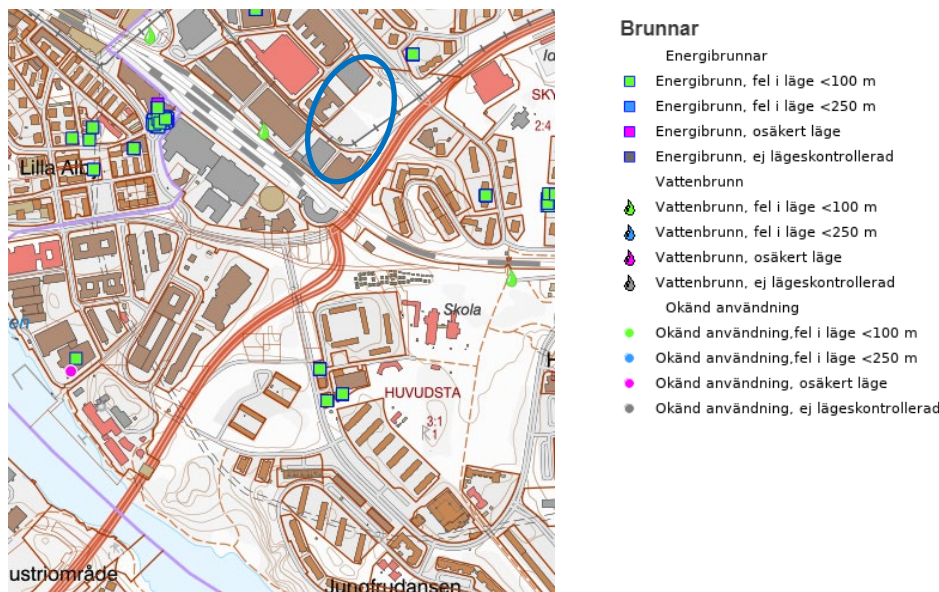 Id
SKY
2:4
Lilla Alby
Skola
en
HUVUDSTA
H
3:1
1
ustriområde
Jungfrudansen
Brunnar
Energibrunnar
Energibrunn, fel i läge <100 m
Energibrunn, fel i läge <250 m
Energibrunn, osäkert läge
Energibrunn, ej lägeskontrollerad
Vattenbrunn
Vattenbrunn, fel i läge <100 m
Vattenbrunn, fel i läge <250 m
Vattenbrunn, osäkert läge
Vattenbrunn, ej lägeskontrollerad
Okänd användning
Okänd användning,fel i läge <100 m
Okänd användning,fel i läge <250 m
Okänd användning, osäkert läge
Okänd användning, ej lägeskontrollerad